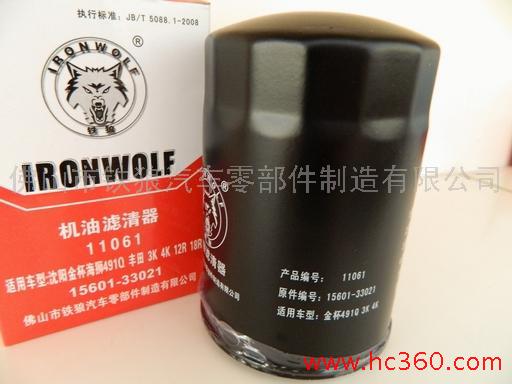 执行标准：JB/T 5088.1-2008
IRONWOLF
®
铁狼
IRONWOLF
机油滤清器
11061
适用车型:沈阳金杯海狮491Q 丰田 3K 4K 12R 18R
15601-33021
佛山市铁狼汽车零部件制造有限公司
佛山市铁狼汽车零部件制造有限公司
®
滤清器
产品编号： 11061
原件编号：15601-33021
适用车型：金杯491Q 3K 4K
www.hc360.com